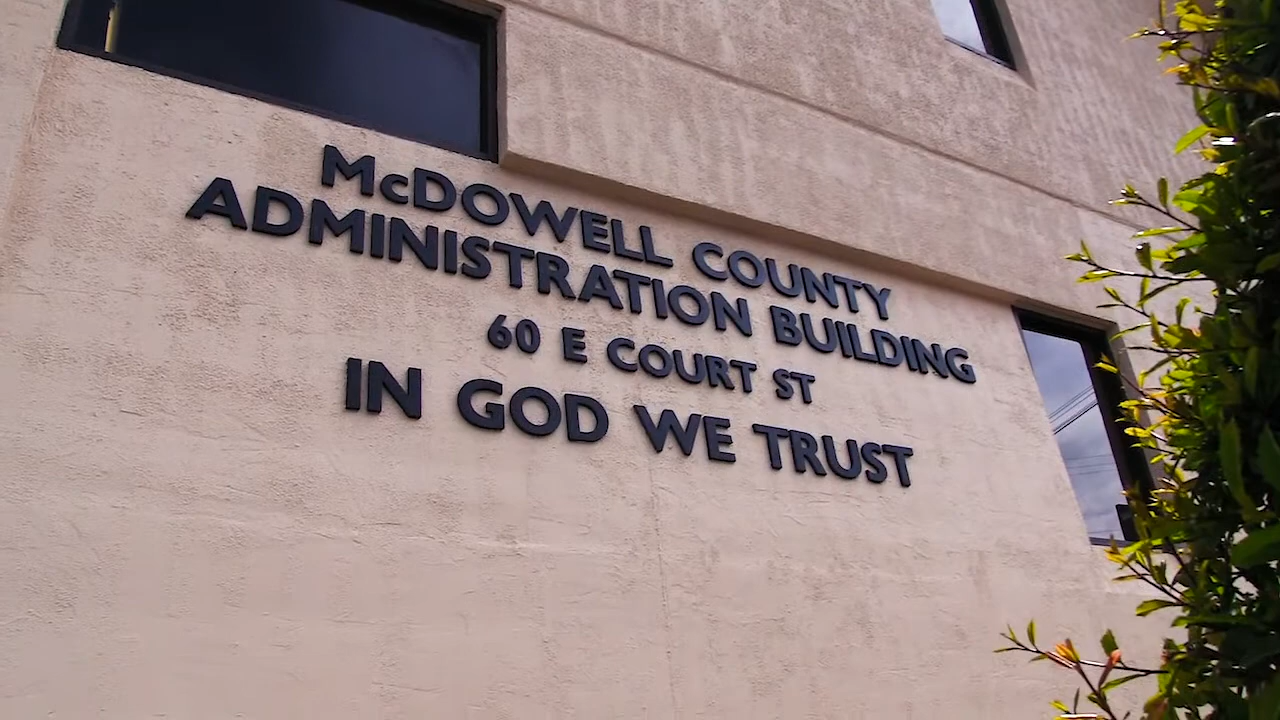 McDOWELL COUNTY
ADMINISTRATION BUILDING
60 E COURT ST
IN GOD WE TRUST